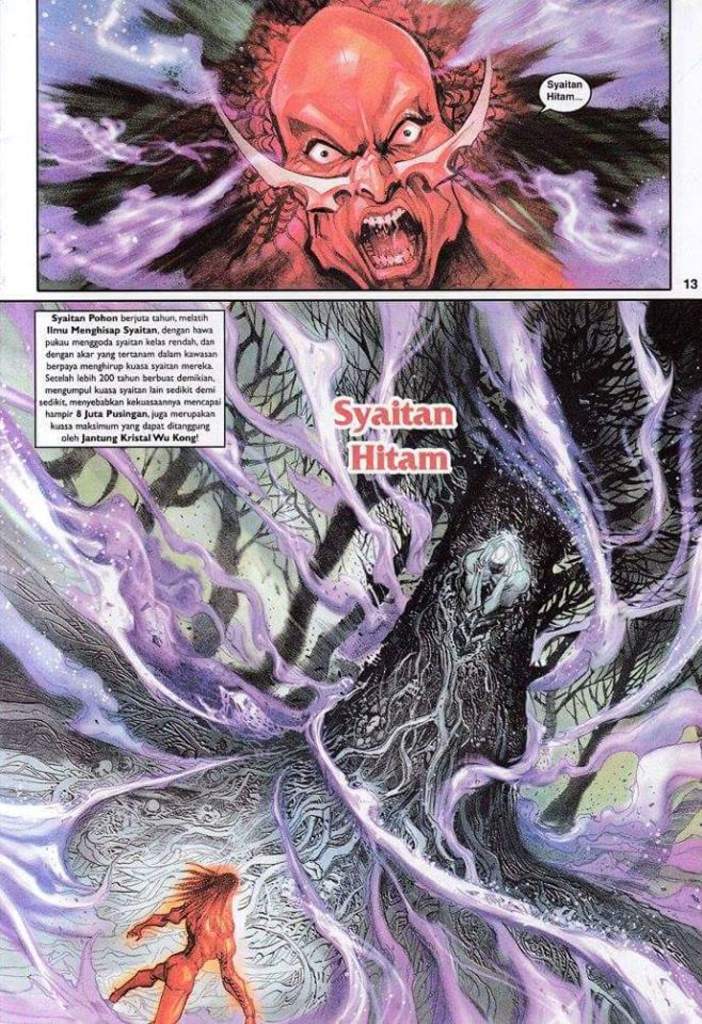 Syaitan
Hitam...
13
Syaitan Pohon berjuta tahun, melatih
Ilmu Menghisap Syaitan, dengan hawa
pukau menggoda syaitan kelas rendah, dan
dengan akar yang tertanam dalam kawasan
berpaya menghirup kuasa syaitan mereka.
Setelah lebih 200 tahun berbuat demikian,
mengumpul kuasa syaitan lain sedikit demi
sedikit, menyebabkan kekuasaannya mencapai
hampir 8 Juta Pusingan, juga merupakan
kuasa maksimum yang dapat ditanggung
oleh Jantung Kristal Wu Kong!
Syaitan
Hitam